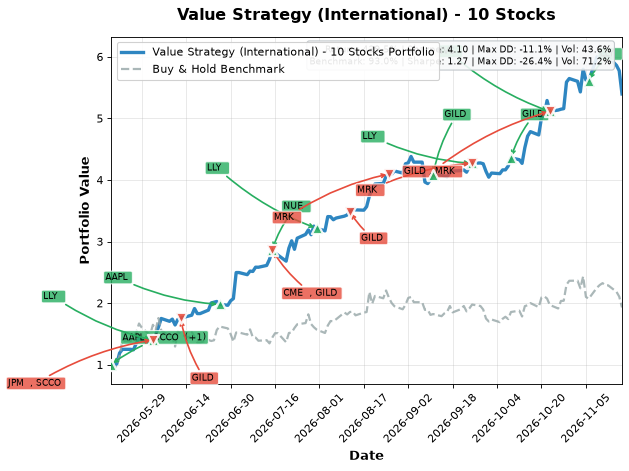 Value Strategy (International) - 10 Stocks
Value Strategy (International) - 10 Stocks Portfolio
Buy & Hold Benchmark
: 4.10 | Max DD: -11.1% | Vol: 43.6%
Benchmark: 93.0% | Sharpe: 1.27 | Max DD: -26.4% | Vol: 71.2%
Portfolio Value
6
5
4
3
2
1
GILD
GILD
LLY
LLY
GILD , MRK
MRK
NUE
MRK
GILD
AAPL
CME , GILD
LLY
AAPL
SCCO (+1)
GILD
JPM , SCCO
2026-05-29
2026-06-14
2026-06-30
2026-07-16
2026-08-01
2026-08-17
2026-09-02
2026-09-18
2026-10-04
2026-10-20
2026-11-05
Date